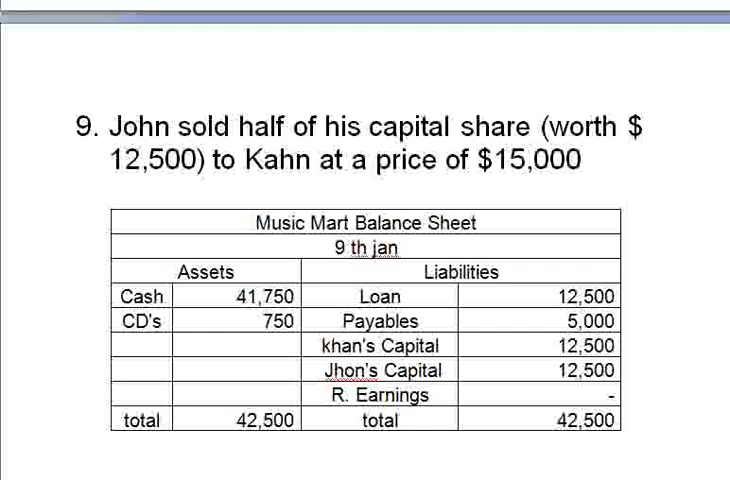 9. John sold half of his capital share (worth $
12,500) to Kahn at a price of $15,000
Music Mart Balance Sheet
9 th jan
Assets Liabilities
Cash 41,750 Loan 12,500
CD's 750 Payables 5,000
khan's Capital 12,500
Jhon's Capital 12,500
R. Earnings -
total 42,500 total 42,500